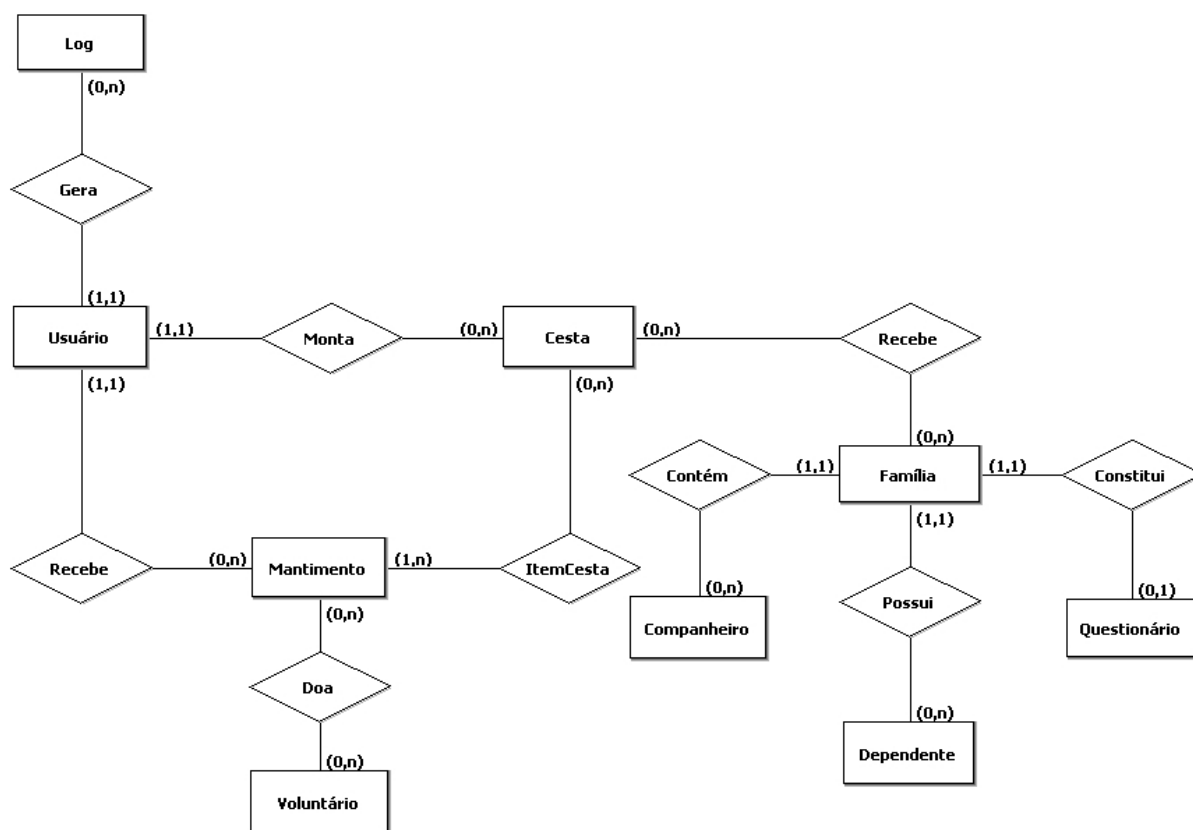 Log
(0,n)
Gera
(1,1)
Usuário
(1,1)
Monta
(0,n)
Cesta
(0,n)
Recebe
(1,1)
(0,n)
(0,n)
Contém
(1,1)
Família
(1,1)
Constitui
(1,1)
Recebe
(0,n)
Mantimento
(1,n)
ItemCesta
(0,n)
Companheiro
Possui
(0,1)
Questionário
(0,n)
Doa
(0,n)
Dependente
(0,n)
Voluntário